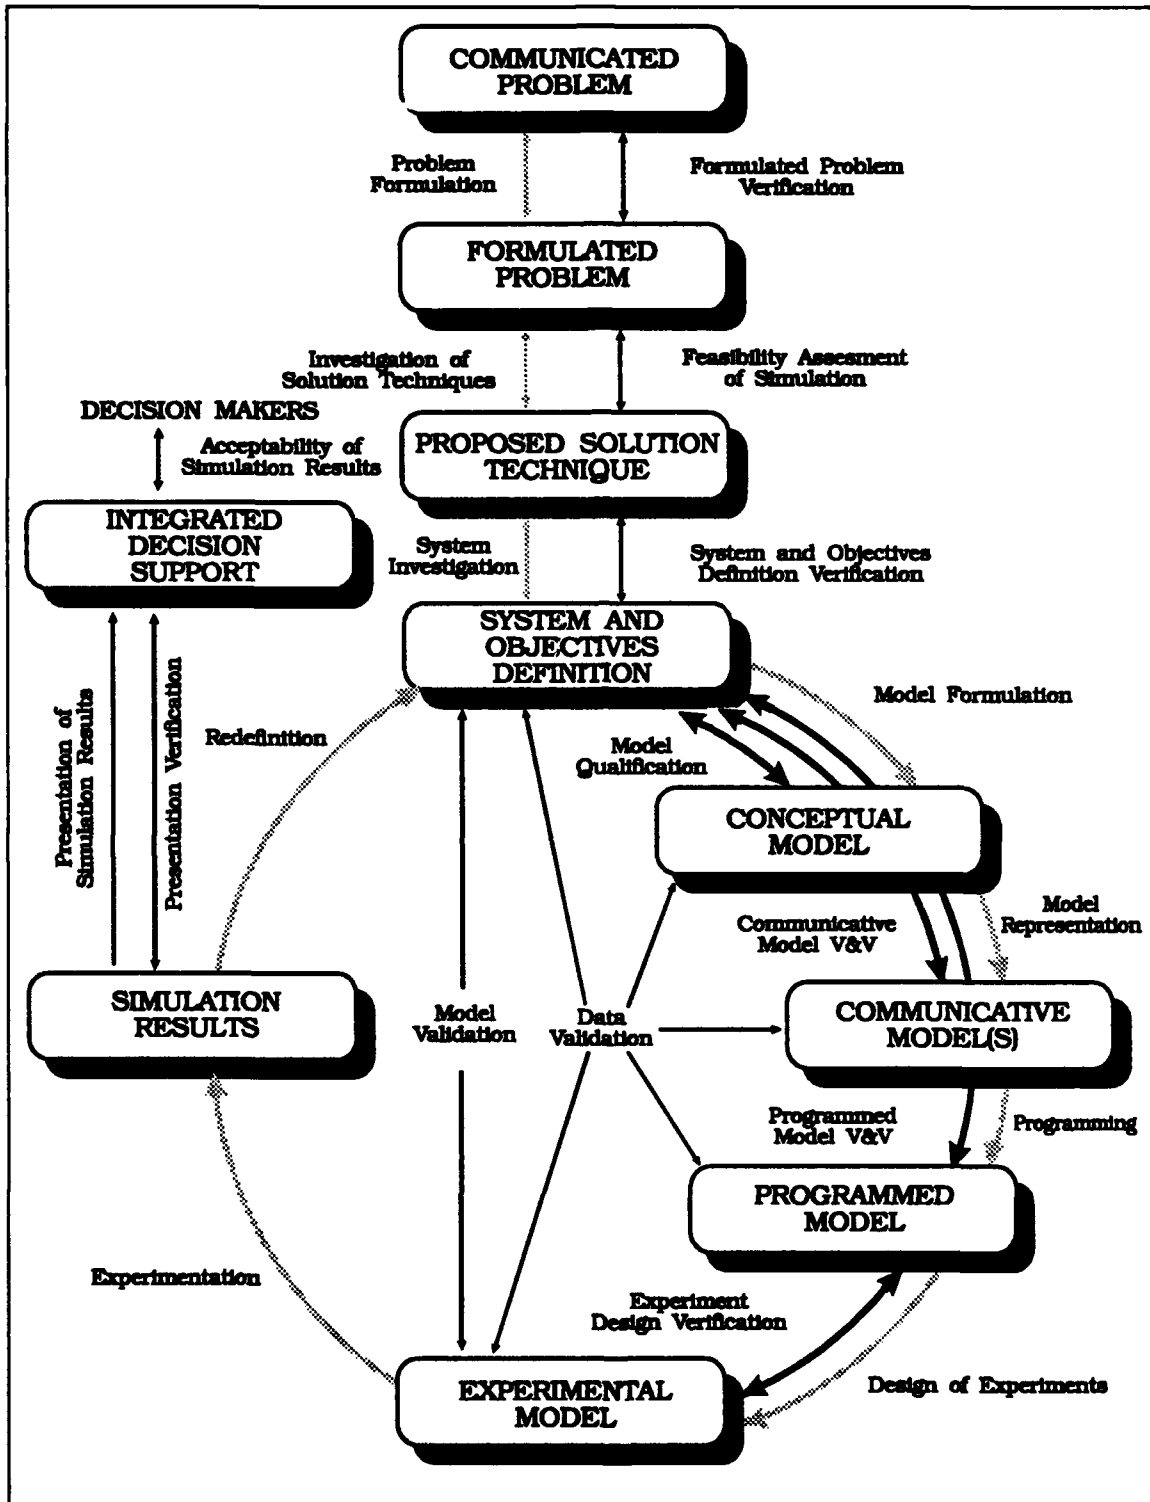 COMMUNICATED
PROBLEM
Problem
Formulation
Formulated Problem
Verification
FORMULATED
PROBLEM
Investigation of
Solution Techniques
Feasibility Assesment
of Simulation
DECISION MAKERS
Acceptability of
Simulation Results
PROPOSED SOLUTION
TECHNIQUE
INTEGRATED
DECISION
SUPPORT
System
Investigation
System and Objectives
Definition Verification
SYSTEM AND
OBJECTIVES
DEFINITION
Presentation of
Simulation Results
Presentation Verification
Redefinition
Model Formulation
Model
Qualification
CONCEPTUAL
MODEL
Communicative
Model V&V
Model
Representation
SIMULATION
RESULTS
Model
Validation
Data
Validation
COMMUNICATIVE
MODEL(S)
Programmed
Model V&V
Programming
PROGRAMMED
MODEL
Experimentation
Experiment
Design Verification
EXPERIMENTAL
MODEL
Design of Experiments